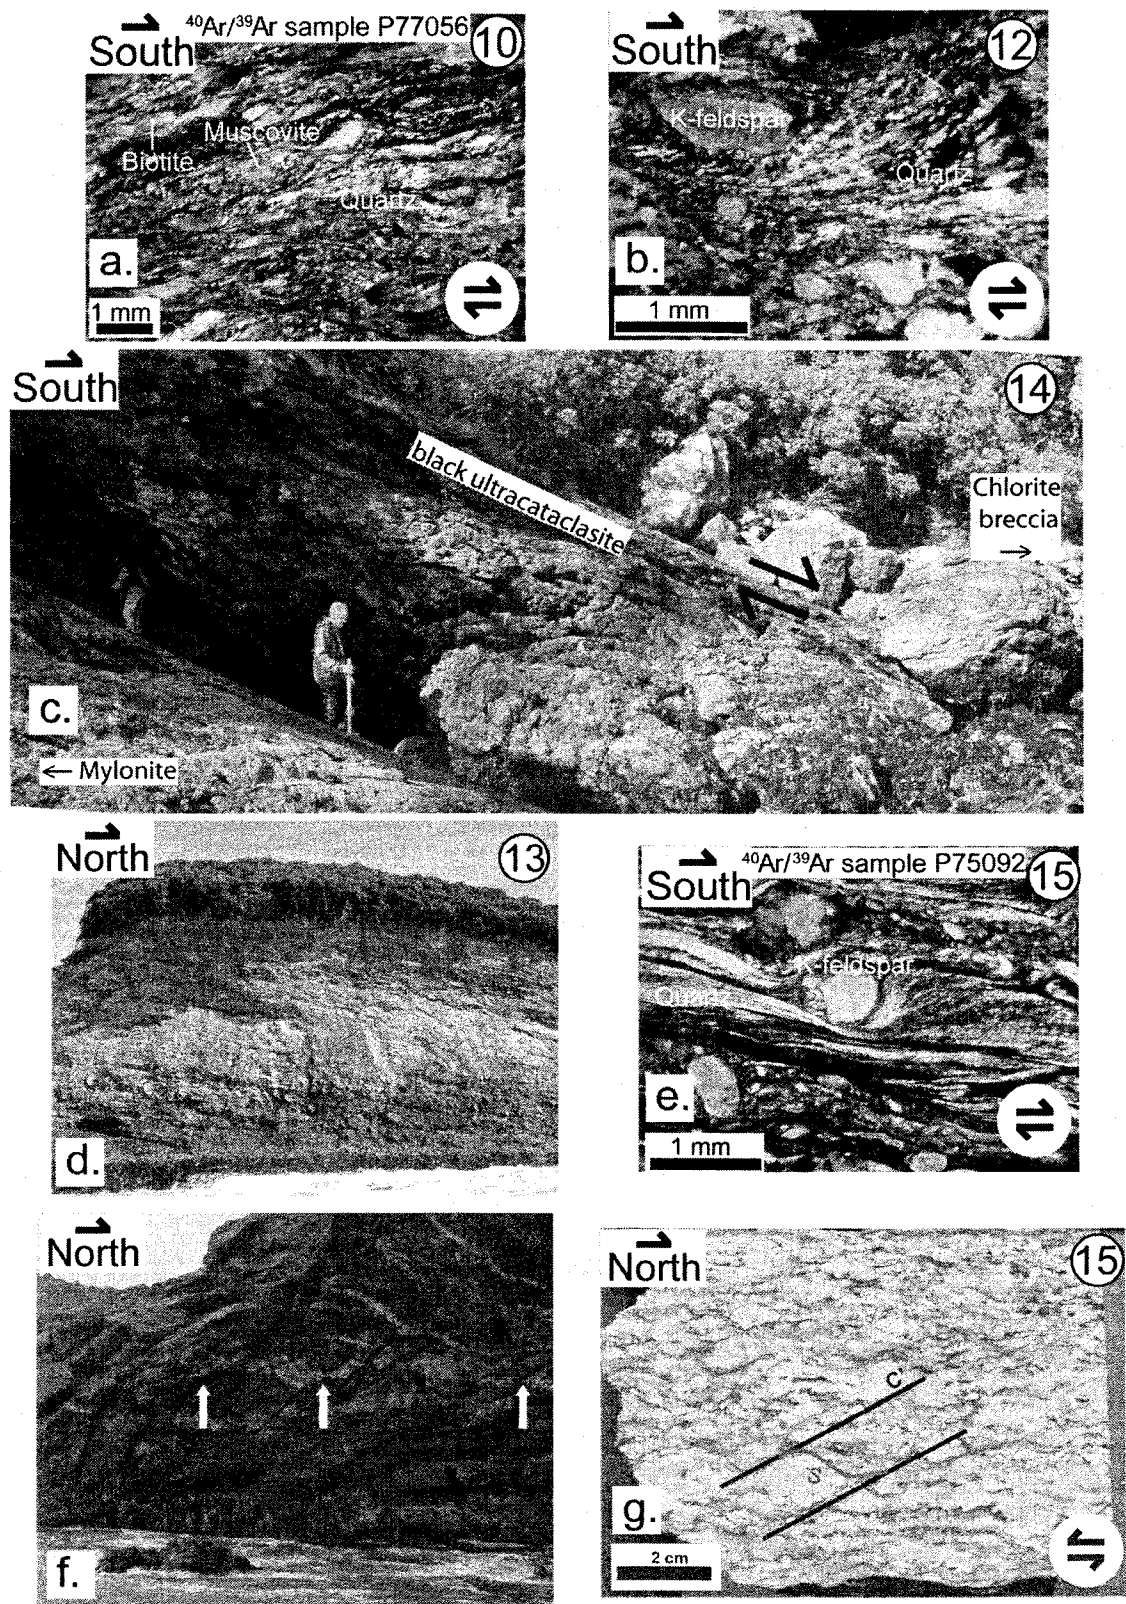 South
⁴⁰Ar/³⁹Ar sample P77056
10
Biotite
Muscovite
Quartz
a.
1 mm
South
12
K-feldspar
Quartz
b.
1 mm
South
14
black ultracataclasite
Chlorite
breccia
→
c.
← Mylonite
North
13
d.
South
⁴⁰Ar/³⁹Ar sample P75092
15
K-feldspar
Quartz
e.
1 mm
North
f.
North
15
C'
S
g.
2 cm